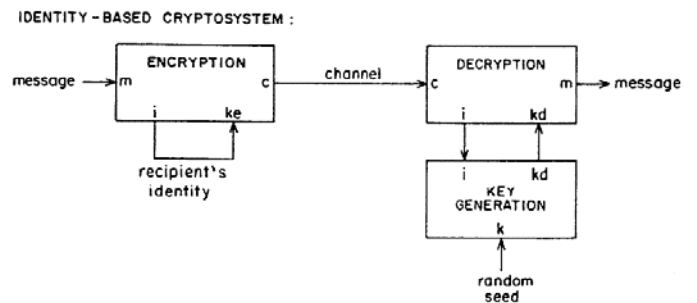 IDENTITY-BASED CRYPTOSYSTEM:
ENCRYPTION
DECRYPTION
message
m
c
channel
c
m
message
i
ke
i
kd
recipient's
identity
i
kd
KEY
GENERATION
k
random
seed